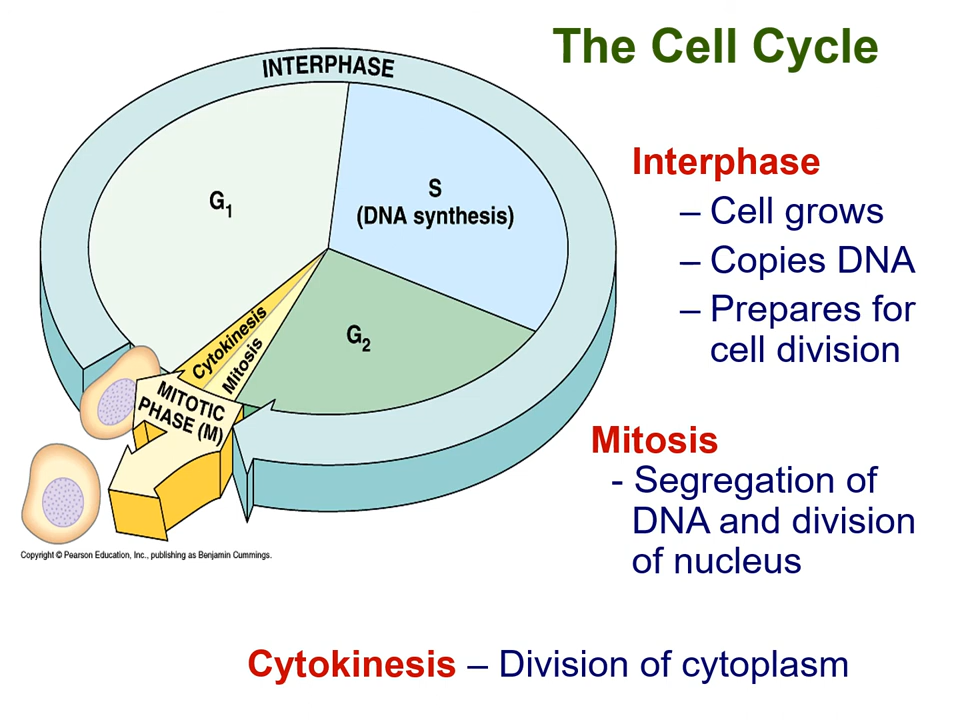 The Cell Cycle
INTERPHASE
G₁
S
(DNA synthesis)
G₂
Cytokinesis
Mitosis
MITOTIC
PHASE (M)
Copyright © Pearson Education, Inc., publishing as Benjamin Cummings.
Interphase
– Cell grows
– Copies DNA
– Prepares for
cell division
Mitosis
- Segregation of
DNA and division
of nucleus
Cytokinesis – Division of cytoplasm